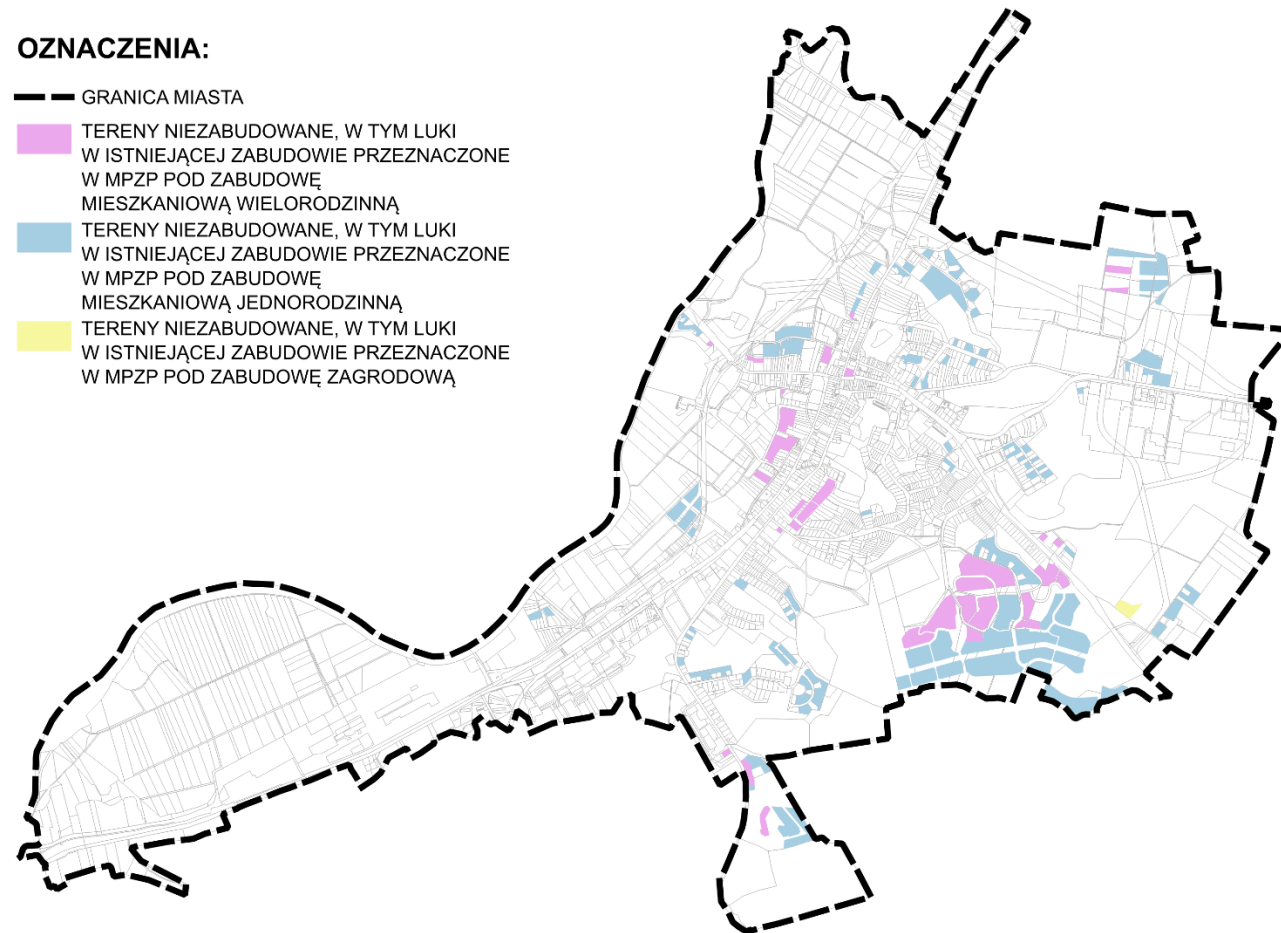 OZNACZENIA:
GRANICA MIASTA
TERENY NIEZABUDOWANE, W TYM LUKI
W ISTNIEJĄCEJ ZABUDOWIE PRZEZNACZONE
W MPZP POD ZABUDOWĘ
MIESZKANIOWĄ WIELORODZINNĄ
TERENY NIEZABUDOWANE, W TYM LUKI
W ISTNIEJĄCEJ ZABUDOWIE PRZEZNACZONE
W MPZP POD ZABUDOWĘ
MIESZKANIOWĄ JEDNORODZINNĄ
TERENY NIEZABUDOWANE, W TYM LUKI
W ISTNIEJĄCEJ ZABUDOWIE PRZEZNACZONE
W MPZP POD ZABUDOWĘ ZAGRODOWĄ